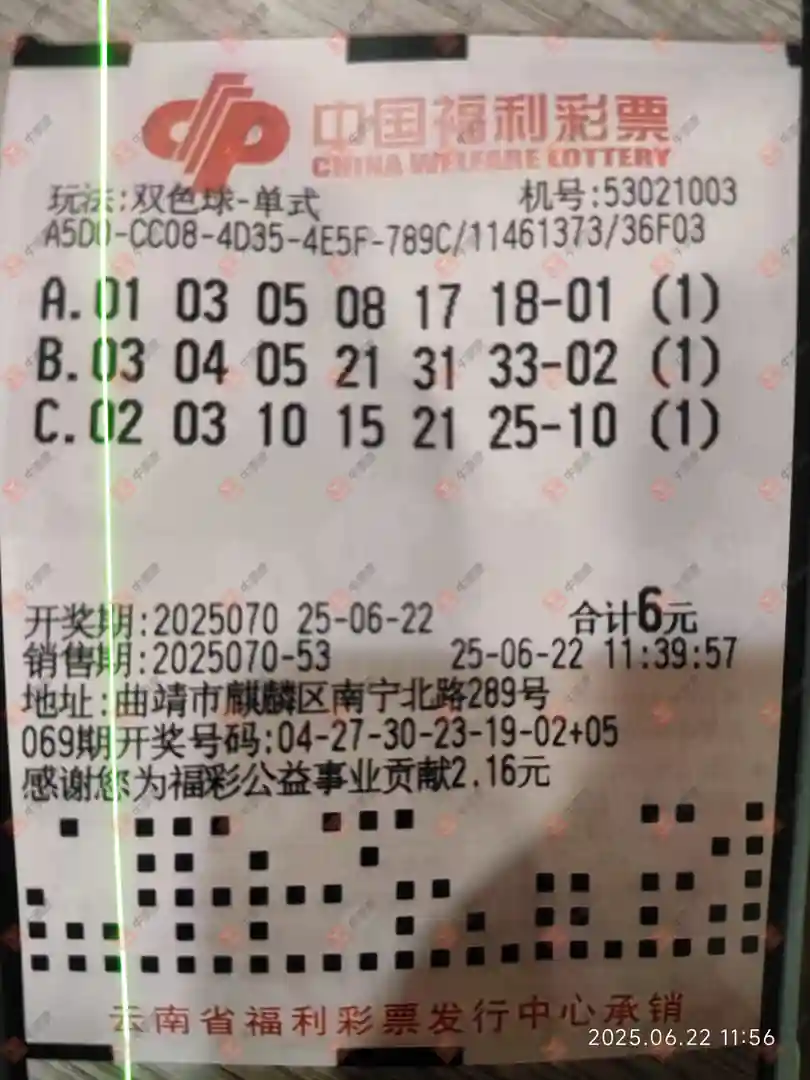 中国福利彩票
CHINA WELFARE LOTTERY
玩法:双色球-单式 机号:53021003
A5D0-CC08-4D35-4E5F-789C/11461373/36F03
A.01 03 05 08 17 18-01 (1)
B.03 04 05 21 31 33-02 (1)
C.02 03 10 15 21 25-10 (1)
开奖期:2025070 25-06-22 合计6元
销售期:2025070-53 25-06-22 11:39:57
地址:曲靖市麒麟区南宁北路289号
069期开奖号码:04-27-30-23-19-02+05
感谢您为福彩公益事业贡献2.16元
云南省福利彩票发行中心承销
2025.06.22 11:56